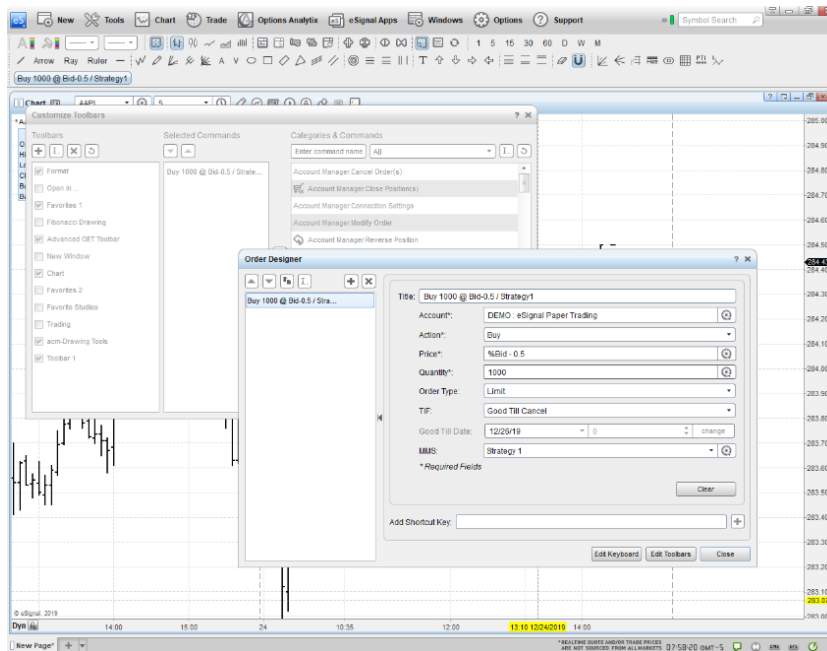 eS New Tools Chart Trade Options Analytix eSignal Apps Windows Options Support Symbol Search
1 5 15 30 60 D W M
Arrow Ray Ruler
Buy 1000 @ Bid-0.5 / Strategy1
Chart AAPL 5
Customize Toolbars ? ×
Toolbars Selected Commands Categories & Commands
Enter command name All
Format Buy 1000 @ Bid-0.5 / Strate... Account Manager:Cancel Order(s)
Open In... Account Manager:Close Position(s)
Favorites 1 Account Manager:Connection Settings
Fibonacci Drawing Account Manager:Modify Order
Advanced GET Toolbar Account Manager:Reverse Position
New Window
Chart
Favorites 2
Favorite Studies
Trading
acm-Drawing Tools
Toolbar 1
Order Designer ? ×
Buy 1000 @ Bid-0.5 / Stra...
Title: Buy 1000 @ Bid-0.5 / Strategy1
Account*: DEMO : eSignal Paper Trading
Action*: Buy
Price*: %Bid - 0.5
Quantity*: 1000
Order Type: Limit
TIF: Good Till Cancel
Good Till Date: 12/26/19 0 change
MMS: Strategy 1
* Required Fields
Clear
Add Shortcut Key:
Edit Keyboard Edit Toolbars Close
285.00
284.90
284.80
284.70
284.60
284.50
284.43
284.40
284.30
284.20
284.10
284.00
283.90
283.80
283.70
283.60
283.50
283.40
283.30
283.20
283.10
283.00
© eSignal, 2019
Dyn 14:00 15:00 24 10:35 12:00 13:10 12/24/2019 14:00
New Page* *REALTIME QUOTE AND/OR TRADE PRICES
ARE NOT SOURCED FROM ALL MARKETS 07:58:20 GMT-5